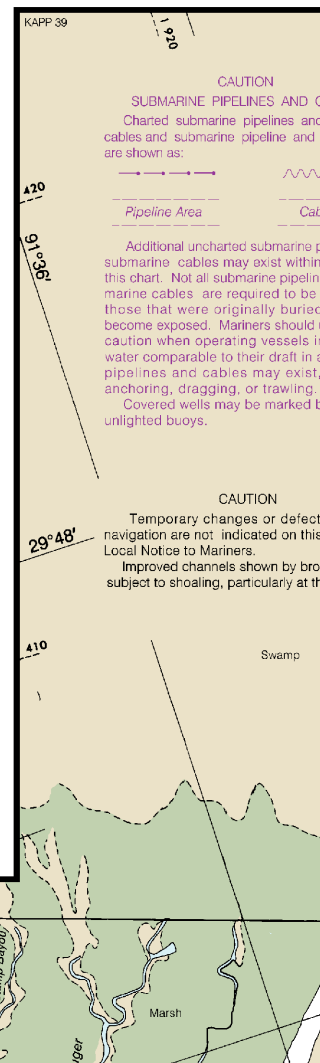 KAPP 39
1 920
CAUTION
SUBMARINE PIPELINES AND
Charted submarine pipelines and
cables and submarine pipeline and
are shown as:
420
Pipeline Area
Cab
91°36'
Additional uncharted submarine p
submarine cables may exist within
this chart. Not all submarine pipelin
marine cables are required to be
those that were originally buried
become exposed. Mariners should
caution when operating vessels i
water comparable to their draft in a
pipelines and cables may exist,
anchoring, dragging, or trawling.
Covered wells may be marked b
unlighted buoys.
CAUTION
Temporary changes or defect
navigation are not indicated on this
Local Notice to Mariners.
Improved channels shown by bro
subject to shoaling, particularly at th
29°48'
410
Swamp
Bayou
Marsh